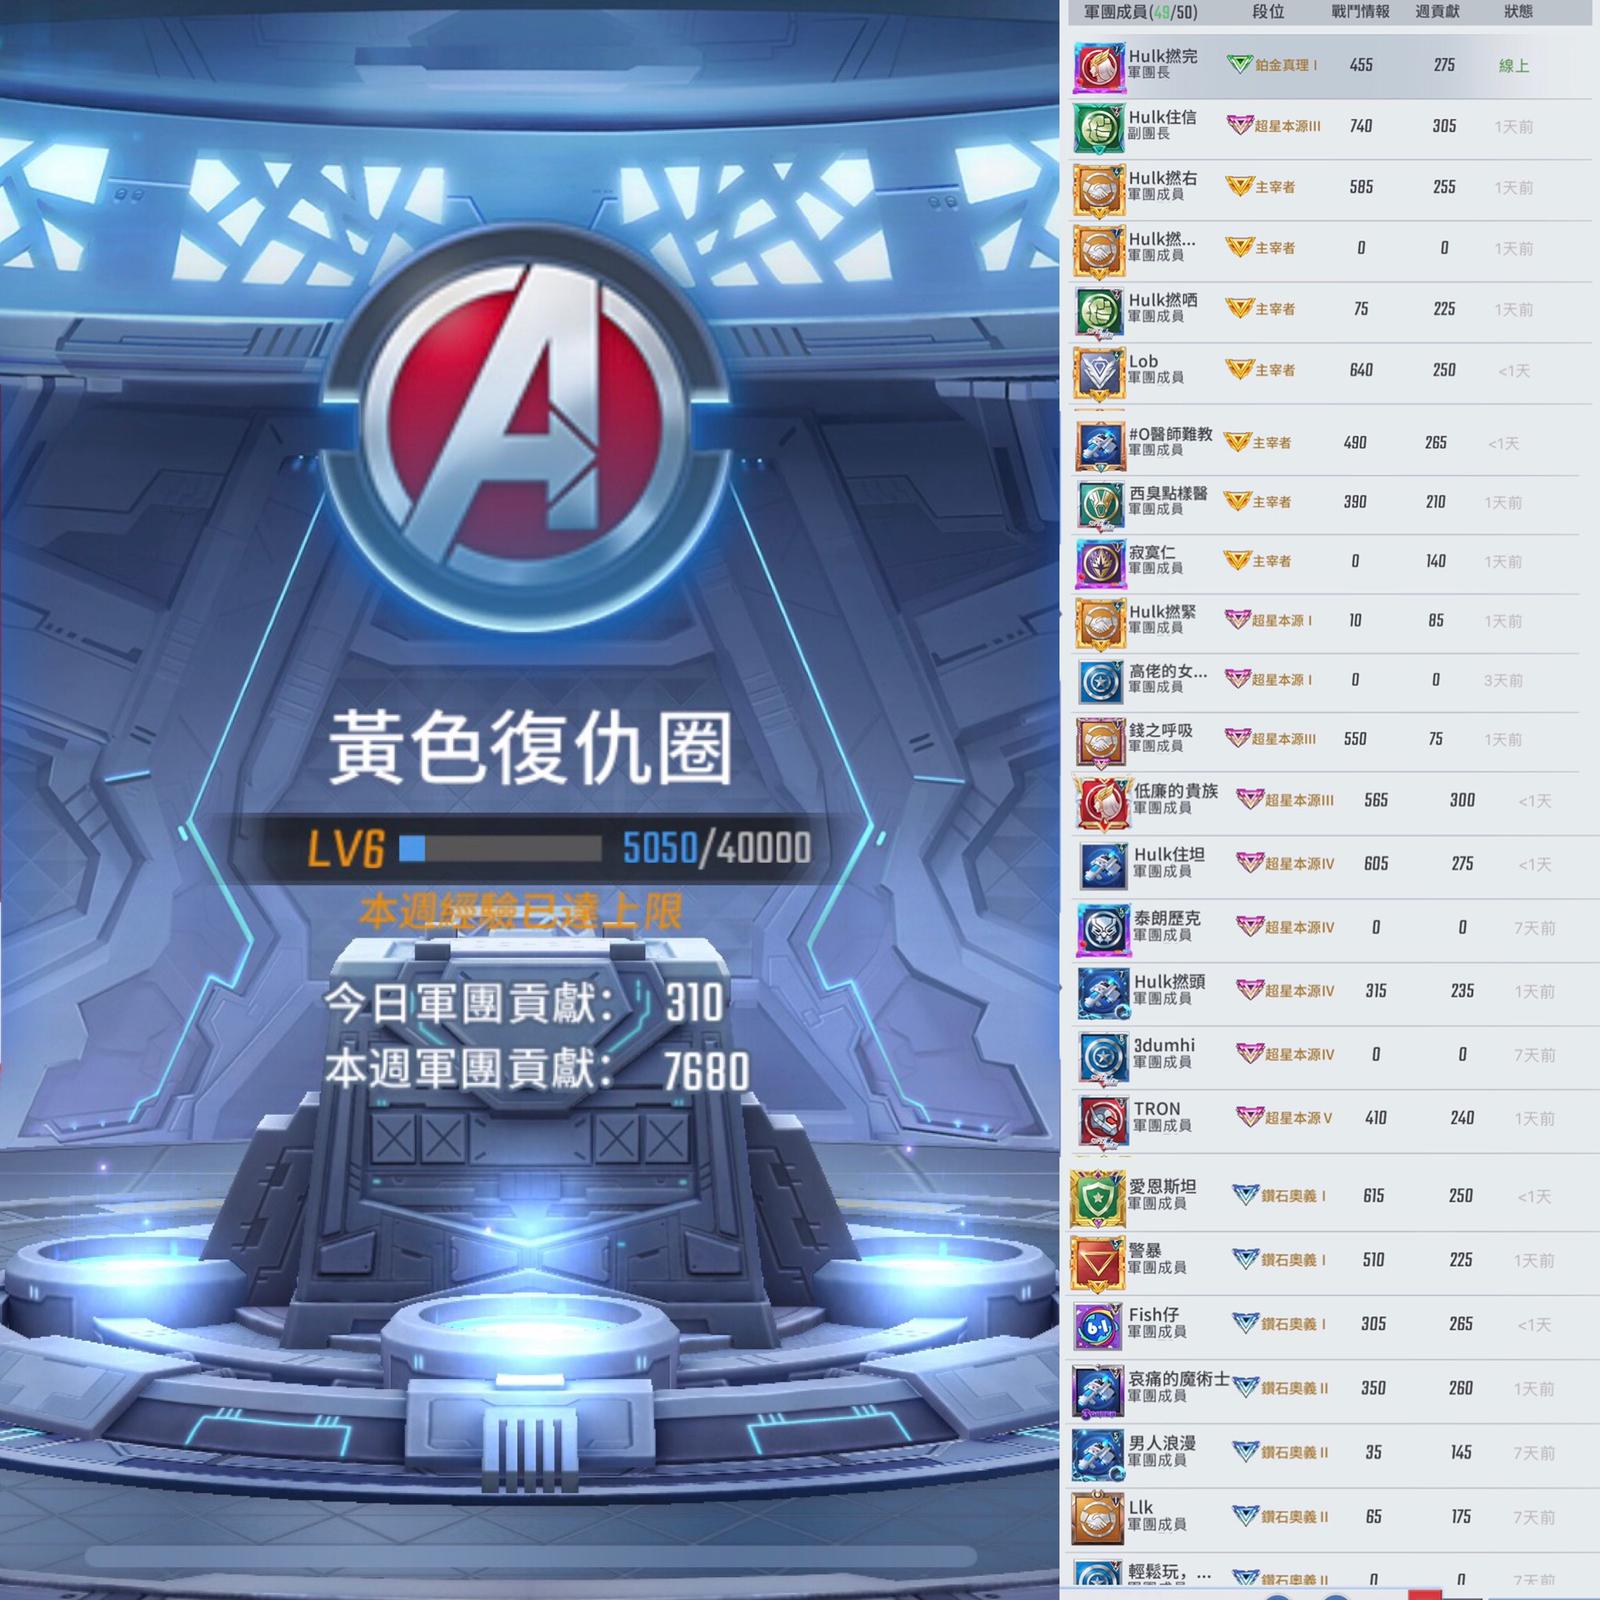 黃色復仇圈
LV6 5050/40000
本週經驗已達上限
今日軍團貢獻: 310
本週軍團貢獻: 7680
軍團成員(49/50) 段位 戰鬥情報 週貢獻 狀態
Hulk撚完 鉑金真理 I 455 275 線上
軍團長
Hulk住信 超星本源III 740 305 1天前
副團長
Hulk撚右 主宰者 585 255 1天前
軍團成員
Hulk撚... 主宰者 0 0 1天前
軍團成員
Hulk撚哂 主宰者 75 225 1天前
軍團成員
Lob 主宰者 640 250 <1天
軍團成員
#O醫師難教 主宰者 490 265 <1天
軍團成員
西臭點樣醫 主宰者 390 210 1天前
軍團成員
寂寞仁 主宰者 0 140 1天前
軍團成員
Hulk撚緊 超星本源 I 10 85 1天前
軍團成員
高佬的女... 超星本源 I 0 0 3天前
軍團成員
錢之呼吸 超星本源III 550 75 1天前
軍團成員
低廉的貴族 超星本源III 565 300 <1天
軍團成員
Hulk住坦 超星本源IV 605 275 <1天
軍團成員
泰朗歷克 超星本源IV 0 0 7天前
軍團成員
Hulk撚頭 超星本源IV 315 235 1天前
軍團成員
3dumhi 超星本源IV 0 0 7天前
軍團成員
TRON 超星本源 V 410 240 1天前
軍團成員
愛恩斯坦 鑽石奧義 I 615 250 <1天
軍團成員
警暴 鑽石奧義 I 510 225 1天前
軍團成員
Fish仔 鑽石奧義 I 305 265 <1天
軍團成員
哀痛的魔術士 鑽石奧義 II 350 260 1天前
軍團成員
男人浪漫 鑽石奧義 II 35 145 7天前
軍團成員
Llk 鑽石奧義 II 65 175 7天前
軍團成員
輕鬆玩，... 鑽石奧義 II 0 0 7天前